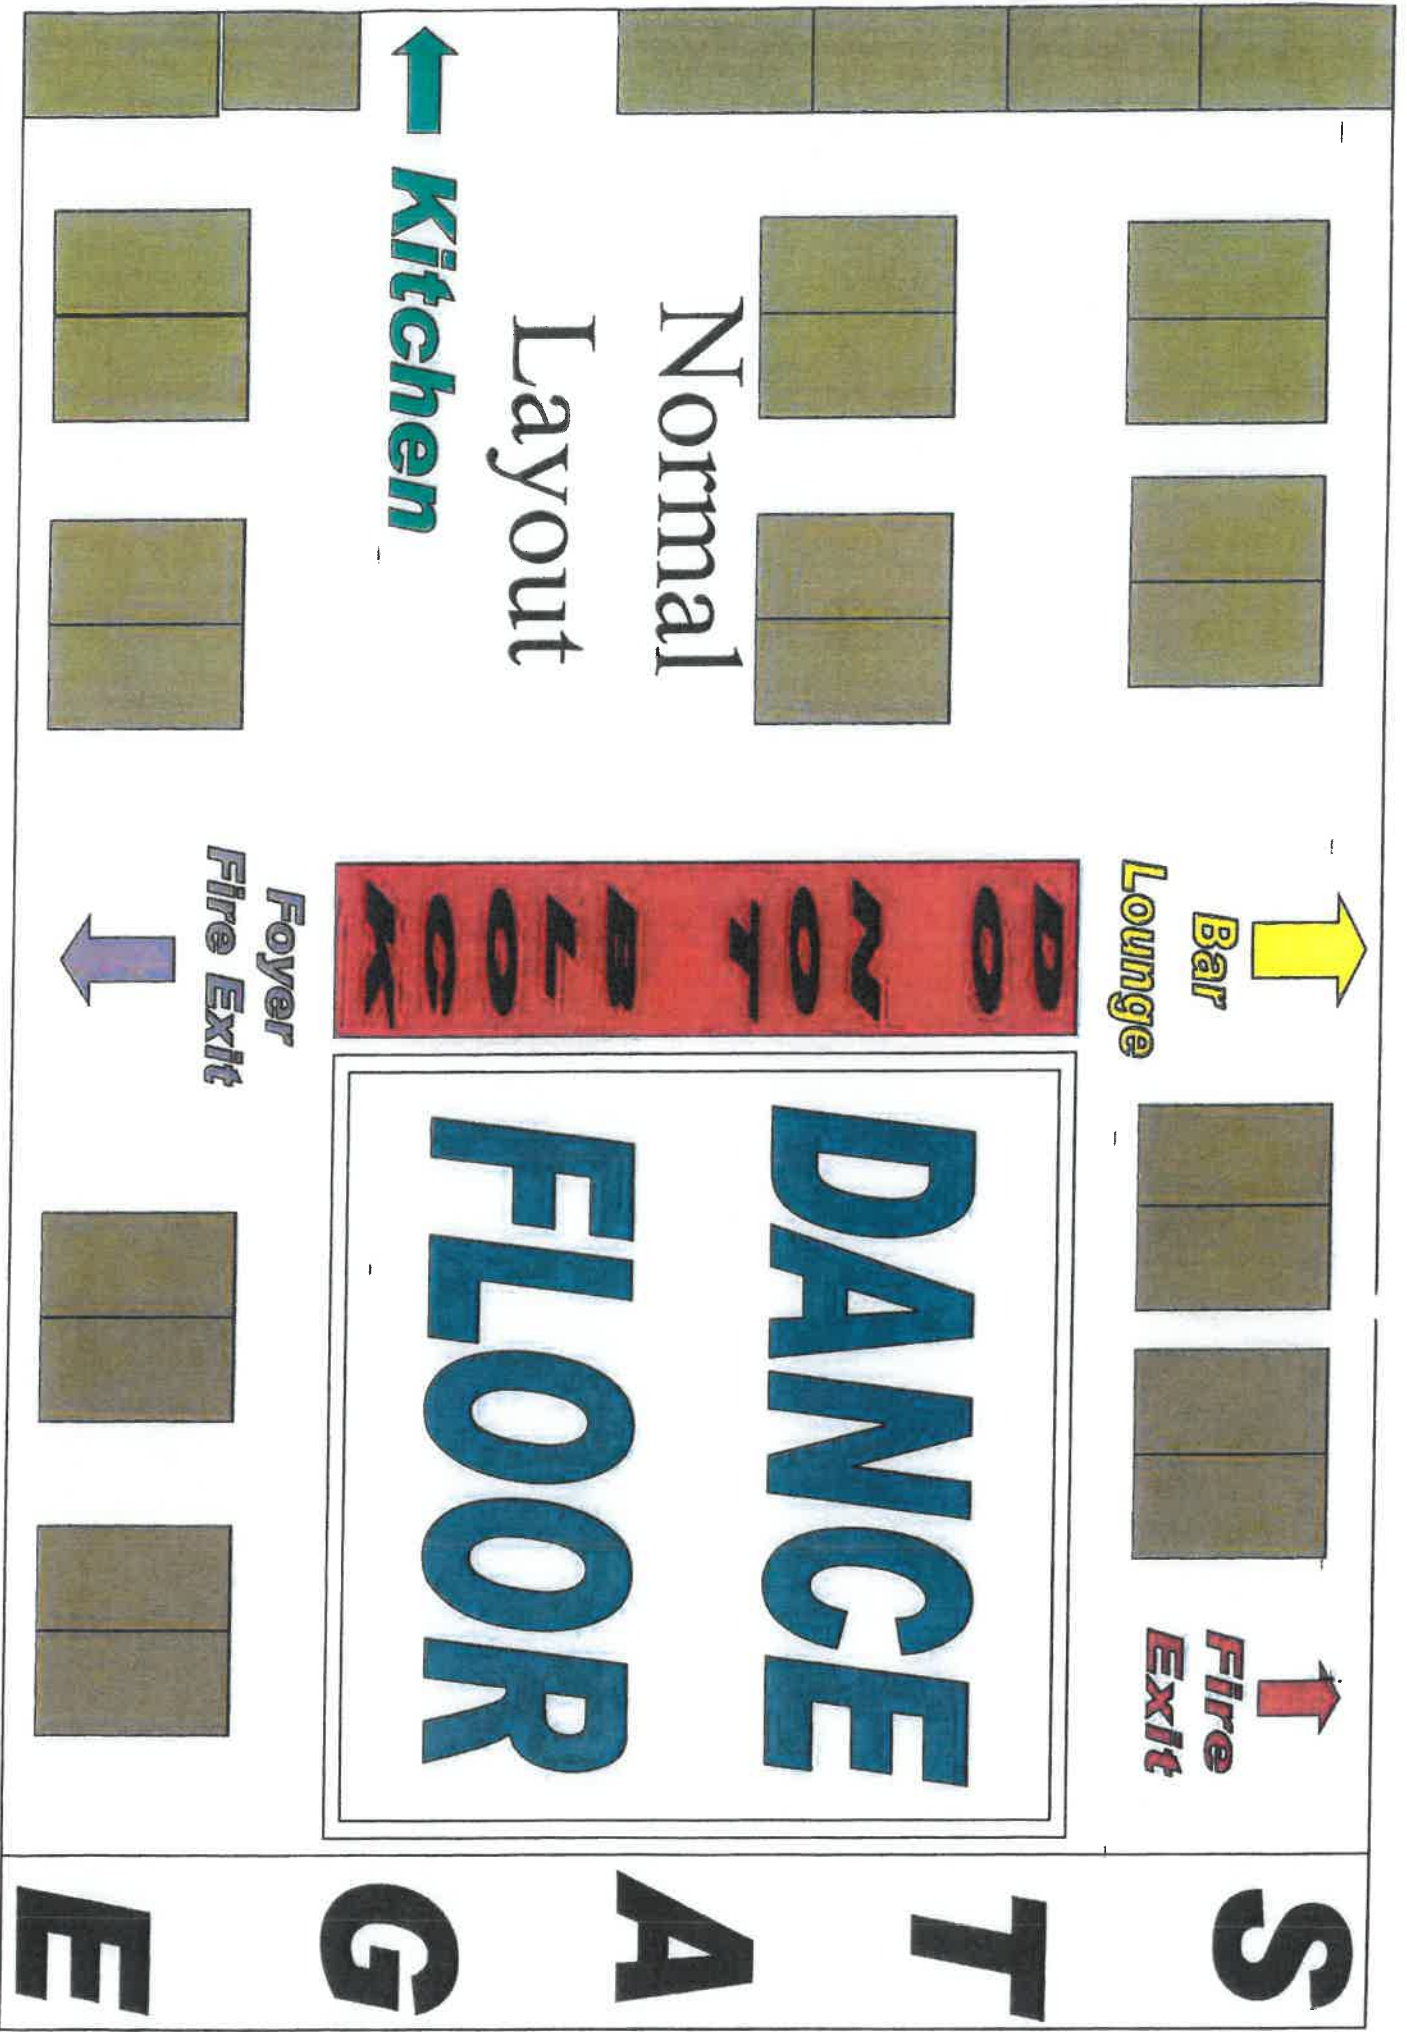 Bar
Lounge
Fire
Exit
STAGE
DO NOT BLOCK
DANCE
FLOOR
Normal
Layout
Kitchen
Foyer
Fire Exit